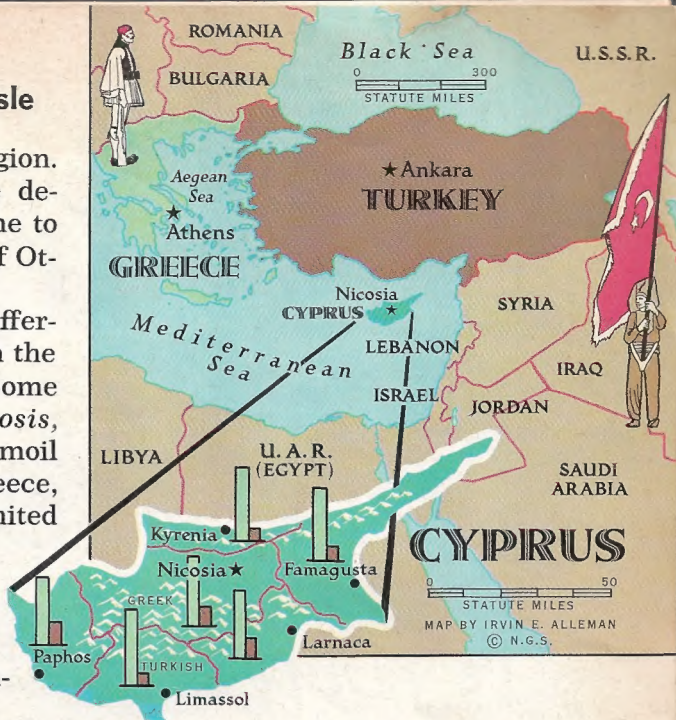 sle
gion.
de-
ne to
f Ot-
ffer-
n the
ome
osis,
moil
eece,
nited
-
ROMANIA
BULGARIA
Black Sea
0 300
STATUTE MILES
U.S.S.R.
Aegean
Sea
Athens
GREECE
Ankara
TURKEY
Nicosia
CYPRUS
Mediterranean
Sea
LEBANON
SYRIA
IRAQ
ISRAEL
JORDAN
LIBYA
U.A.R.
(EGYPT)
SAUDI
ARABIA
Kyrenia
Nicosia
Famagusta
GREEK
TURKISH
Paphos
Larnaca
Limassol
CYPRUS
0 50
STATUTE MILES
MAP BY IRVIN E. ALLEMAN
© N.G.S.